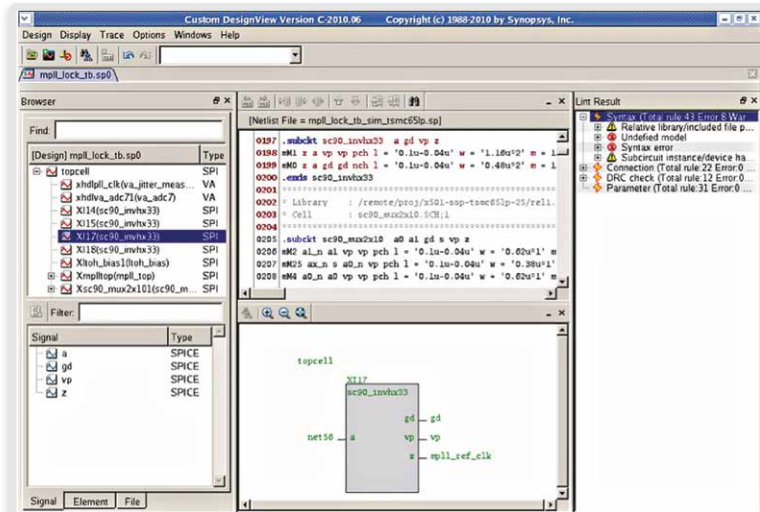 Custom DesignView Version C-2010.06 Copyright (c) 1988-2010 by Synopsys, Inc.
Design Display Trace Options Windows Help
mpll_lock_tb.sp0
Browser
Find:
[Design] mpll_lock_tb.sp0 Type
topcell SPI
xhdlpll_clk(va_jitter_meas... VA
xhdlva_adc71(va_adc7) VA
XI14(sc90_invhx33) SPI
XI15(sc90_invhx33) SPI
XI17(sc90_invhx33) SPI
XI18(sc90_invhx33) SPI
Xltoh_bias1(ltoh_bias) SPI
Xmplltop(mpll_top) SPI
Xsc90_mux2x101(sc90_m... SPI
Filter:
Signal Type
a SPICE
gd SPICE
vp SPICE
z SPICE
Signal Element File
[Netlist File = mpll_lock_tb_sim_tsmc65lp.sp]
0197 .subckt sc90_invhx33 a gd vp z
0198 mM1 z a vp vp pch l = '0.1u-0.04u' w = '1.16u*2' m = 1
0199 mM0 z a gd gd nch l = '0.1u-0.04u' w = '0.48u*2' m = 1
0200 .ends sc90_invhx33
0201
0202 * Library : /remote/proj/x501-ssp-tsmc65lp-25/rel1.
0203 * Cell : sc90_mux2x10.SCH;1
0204
0205 .subckt sc90_mux2x10 a0 a1 gd s vp z
0206 mM2 a1_n a1 vp vp pch l = '0.1u-0.04u' w = '0.62u*1' m
0207 mM25 ax_n s a0_n vp pch l = '0.1u-0.04u' w = '0.38u*1'
0208 mM4 a0_n a0 vp vp pch l = '0.1u-0.04u' w = '0.62u*1' m
topcell
XI17
sc90_invhx33
gd gd
net56 a vp vp
z mpll_ref_clk
Lint Result
Syntax (Total rule:43 Error:8 War
Relative library/included file p...
Undefied model
Syntax error
Subcircuit instance/device ha...
Connection (Total rule:22 Error:0 ...
DRC check (Total rule:12 Error:0...
Parameter (Total rule:31 Error:0 ...